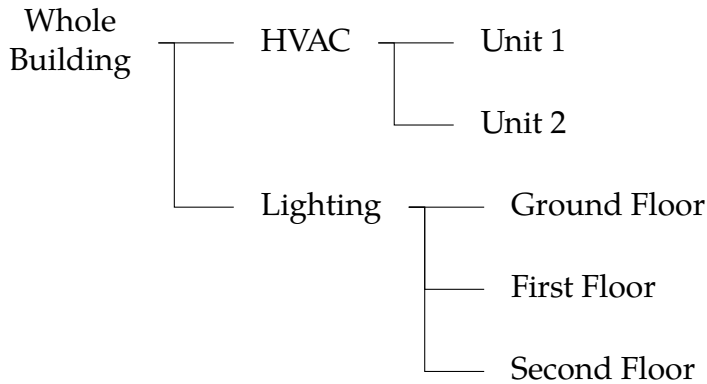 Whole
Building
HVAC
Unit 1
Unit 2
Lighting
Ground Floor
First Floor
Second Floor